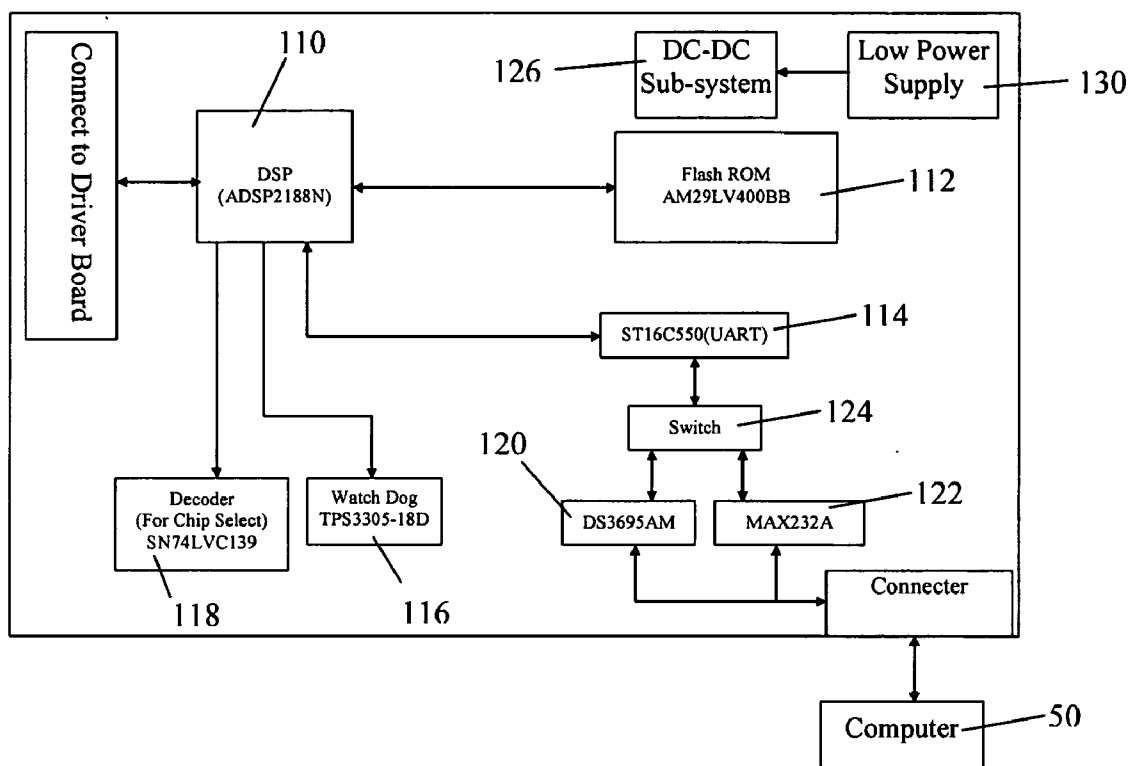 110
126
DC-DC
Sub-system
Low Power
Supply
130
Connect to Driver Board
DSP
(ADSP2188N)
Flash ROM
AM29LV400BB
112
ST16C550(UART)
114
Switch
124
120
DS3695AM
MAX232A
122
Decoder
(For Chip Select)
SN74LVC139
118
Watch Dog
TPS3305-18D
116
Connecter
Computer
50